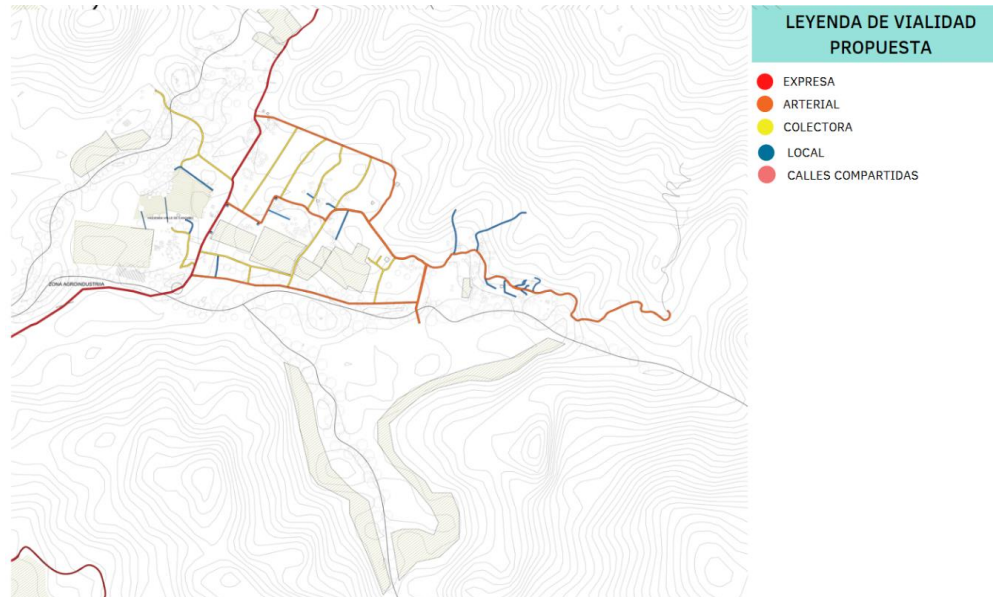 LEYENDA DE VIALIDAD
PROPUESTA
EXPRESA
ARTERIAL
COLECTORA
LOCAL
CALLES COMPARTIDAS
ZONA AGROINDUSTRIA